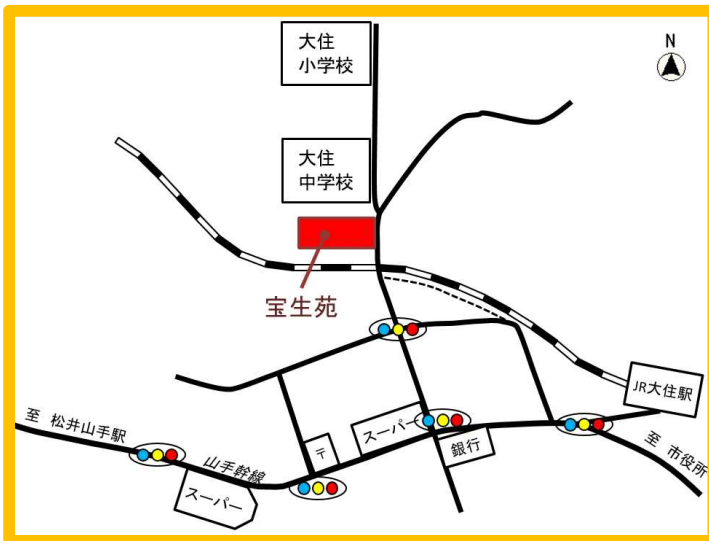 大住
小学校
N
大住
中学校
宝生苑
JR大住駅
至 松井山手駅
山手幹線
スーパー
〒
スーパー
銀行
至 市役所